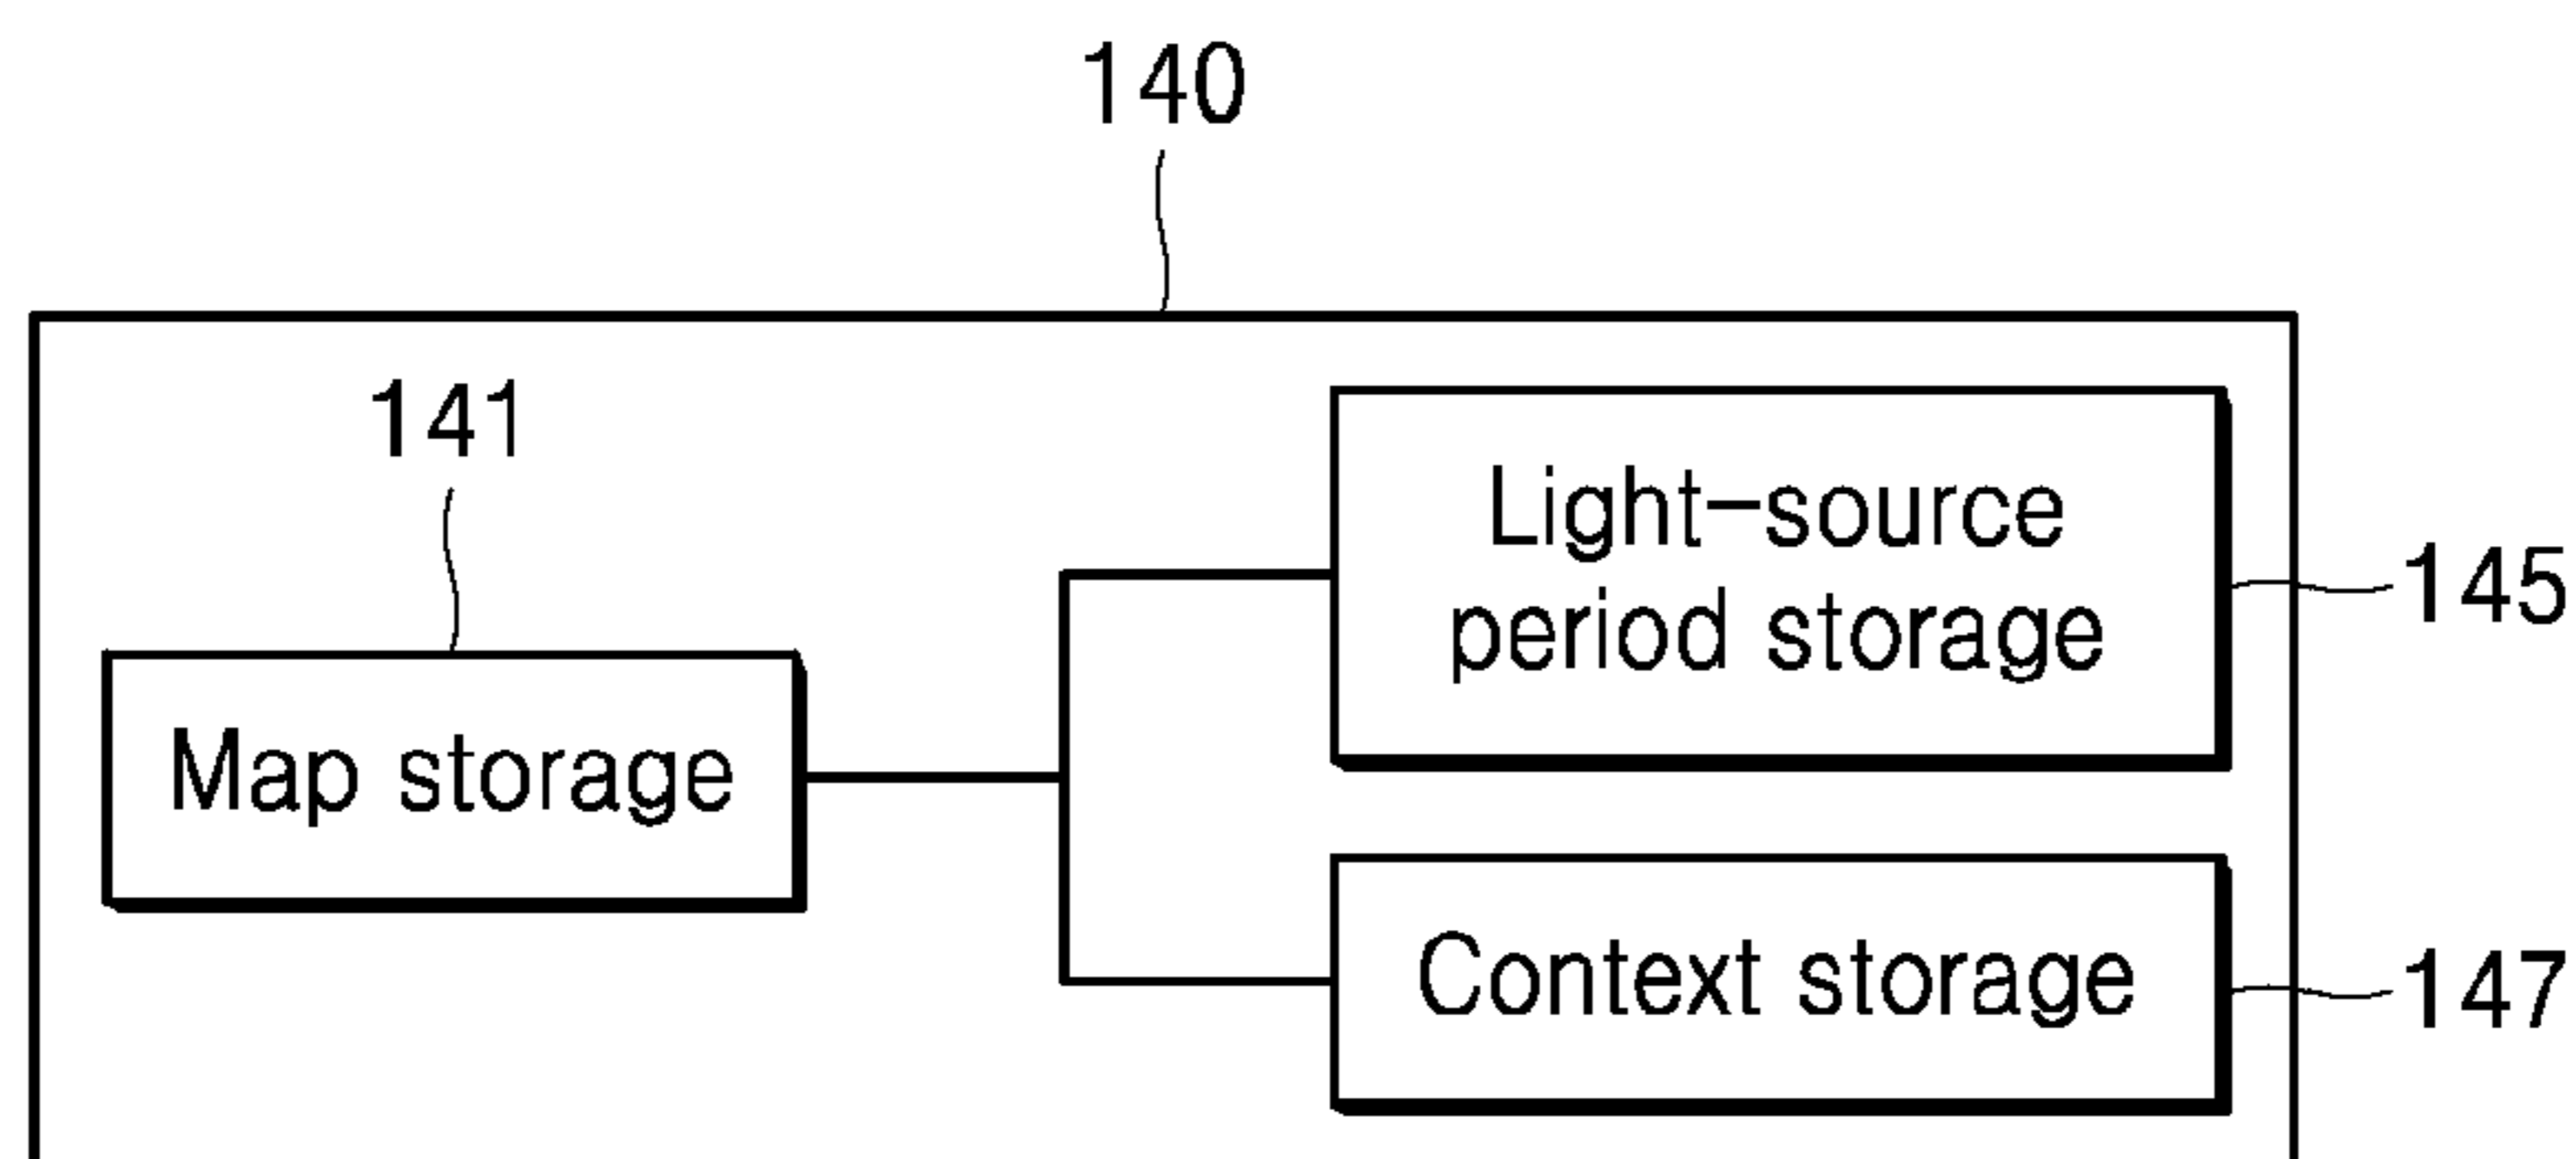 140
141
Light-source
period storage
145
Map storage
Context storage
147